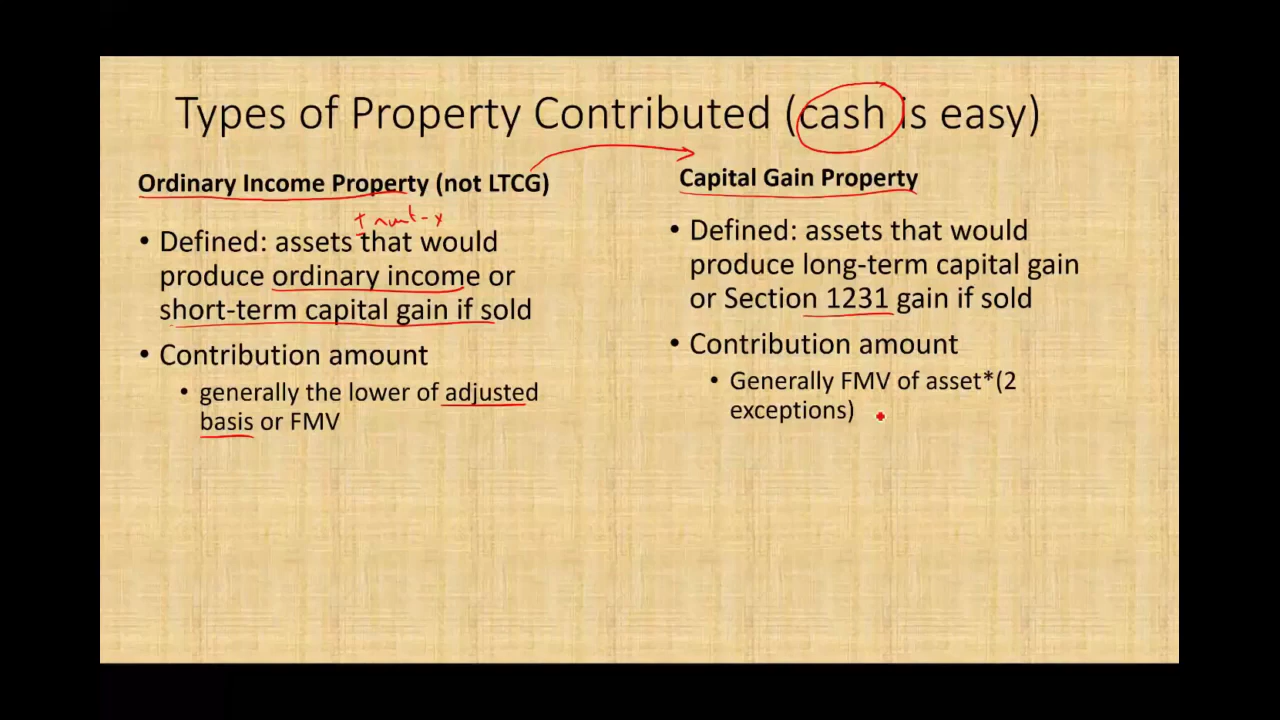 Types of Property Contributed (cash is easy)
Ordinary Income Property (not LTCG)
• Defined: assets that would
produce ordinary income or
short-term capital gain if sold
• Contribution amount
• generally the lower of adjusted
basis or FMV
Capital Gain Property
• Defined: assets that would
produce long-term capital gain
or Section 1231 gain if sold
• Contribution amount
• Generally FMV of asset*(2
exceptions)